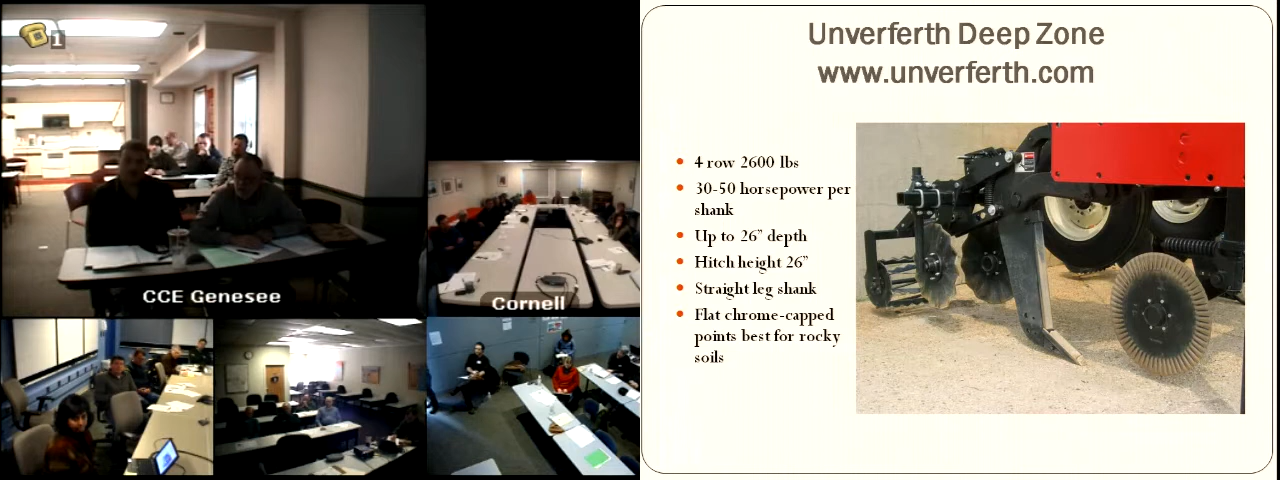 1
CCE Genesee
Cornell
Unverferth Deep Zone
www.unverferth.com
4 row 2600 lbs
30-50 horsepower per
shank
Up to 26" depth
Hitch height 26"
Straight leg shank
Flat chrome-capped
points best for rocky
soils